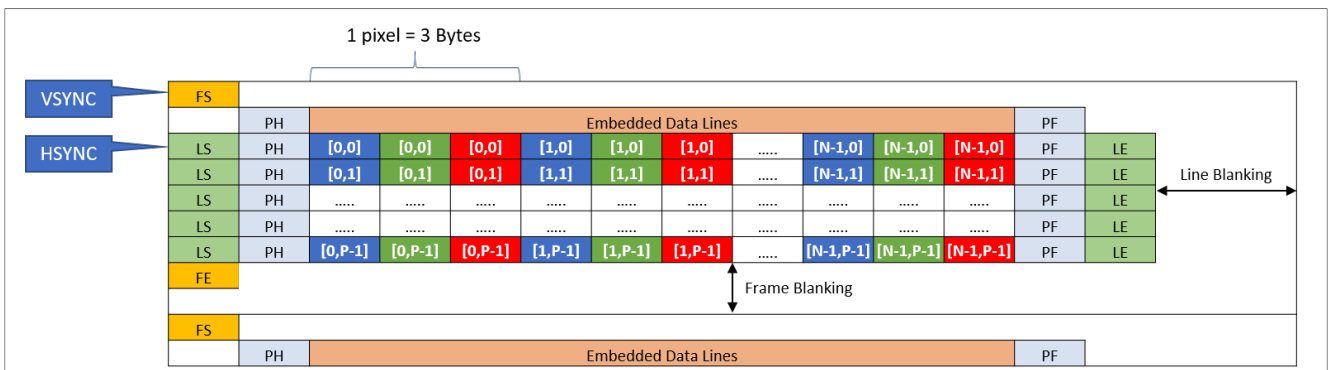 1 pixel = 3 Bytes
VSYNC
FS
PH Embedded Data Lines PF
HSYNC
LS PH [0,0] [0,0] [0,0] [1,0] [1,0] [1,0] ..... [N-1,0] [N-1,0] [N-1,0] PF LE
LS PH [0,1] [0,1] [0,1] [1,1] [1,1] [1,1] ..... [N-1,1] [N-1,1] [N-1,1] PF LE
Line Blanking
LS ..... ..... ..... ..... ..... ..... ..... ..... ..... ..... ..... PF LE
LS ..... ..... ..... ..... ..... ..... ..... ..... ..... ..... ..... PF LE
LS PH [0,P-1] [0,P-1] [0,P-1] [1,P-1] [1,P-1] [1,P-1] ..... [N-1,P-1] [N-1,P-1] [N-1,P-1] PF LE
FE
Frame Blanking
FS
PH Embedded Data Lines PF